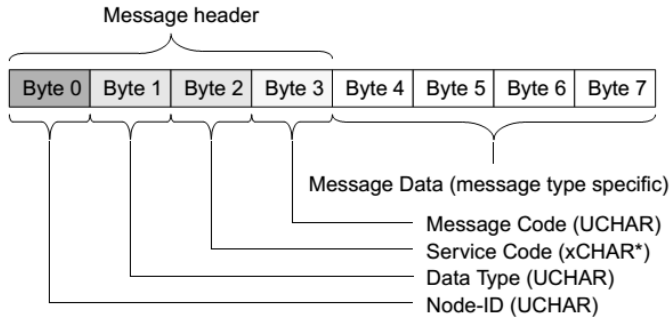 Message header
Byte 0 Byte 1 Byte 2 Byte 3 Byte 4 Byte 5 Byte 6 Byte 7
Message Data (message type specific)
Message Code (UCHAR)
Service Code (xCHAR*)
Data Type (UCHAR)
Node-ID (UCHAR)